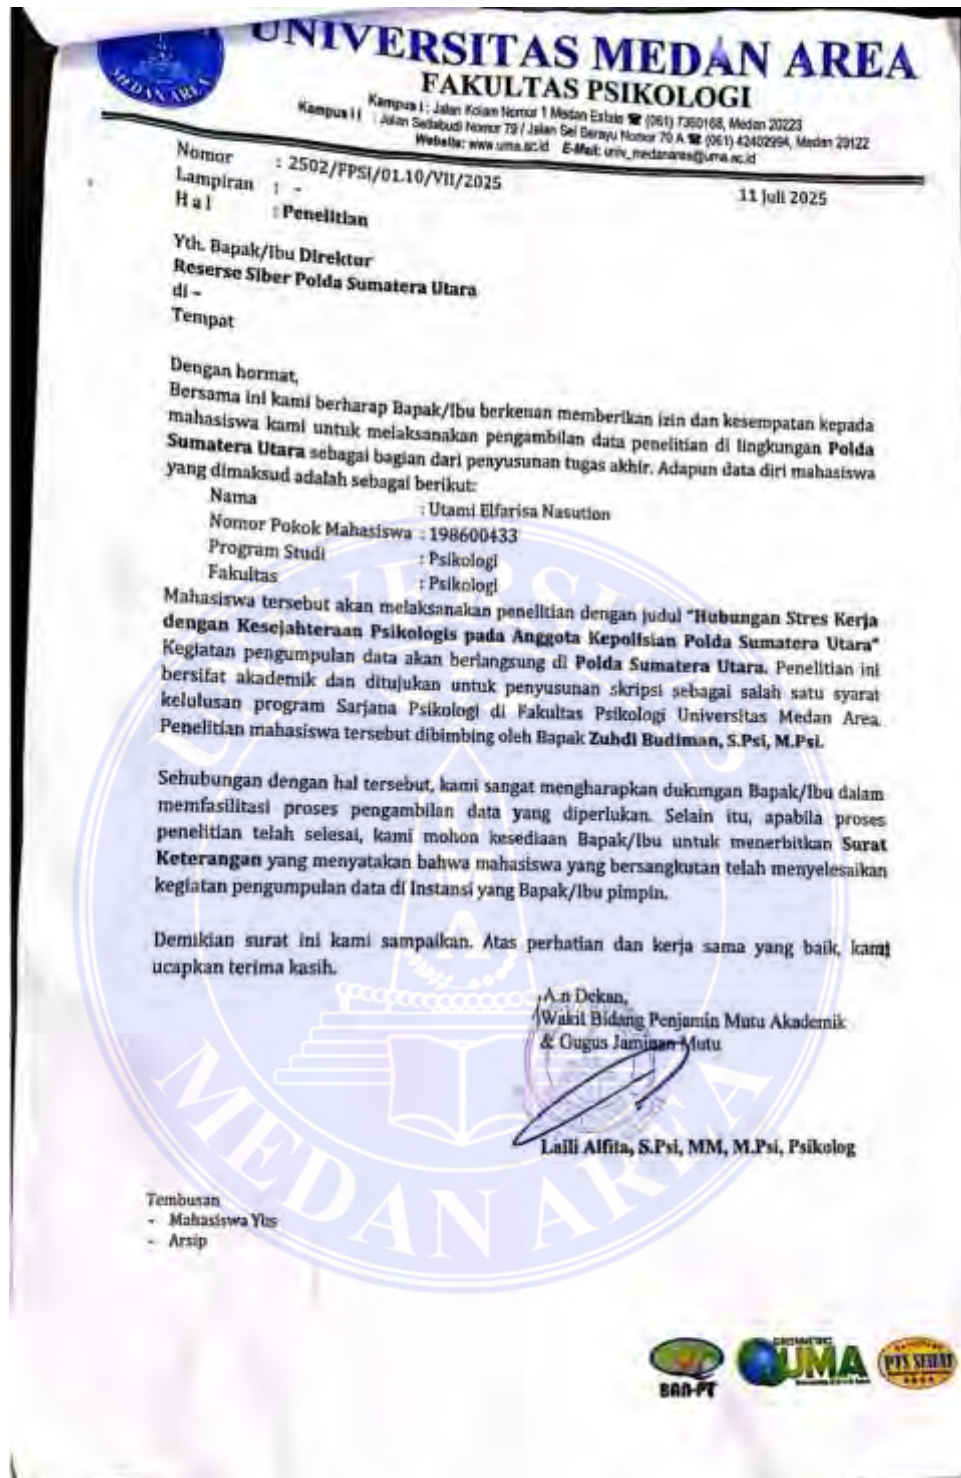 UNIVERSITAS MEDAN AREA
FAKULTAS PSIKOLOGI
Kampus I : Jalan Kolam Nomor 1 Medan Estate ☎ (061) 7360168, Medan 20223
Kampus II : Jalan Setiabudi Nomor 79 / Jalan Sei Serayu Nomor 70 A ☎ (061) 42402994, Medan 20122
Website: www.uma.ac.id E-Mail: univ_medanarea@uma.ac.id
MEDAN AREA
Nomor : 2502/FPSI/01.10/VII/2025
11 Juli 2025
Lampiran : -
Hal : Penelitian
Yth. Bapak/Ibu Direktur
Reserse Siber Polda Sumatera Utara
di -
Tempat
Dengan hormat,
Bersama ini kami berharap Bapak/Ibu berkenan memberikan izin dan kesempatan kepada
mahasiswa kami untuk melaksanakan pengambilan data penelitian di lingkungan Polda
Sumatera Utara sebagai bagian dari penyusunan tugas akhir. Adapun data diri mahasiswa
yang dimaksud adalah sebagai berikut:
Nama : Utami Elfarisa Nasution
Nomor Pokok Mahasiswa : 198600433
Program Studi : Psikologi
Fakultas : Psikologi
Mahasiswa tersebut akan melaksanakan penelitian dengan judul "Hubungan Stres Kerja
dengan Kesejahteraan Psikologis pada Anggota Kepolisian Polda Sumatera Utara"
Kegiatan pengumpulan data akan berlangsung di Polda Sumatera Utara. Penelitian ini
bersifat akademik dan ditujukan untuk penyusunan skripsi sebagai salah satu syarat
kelulusan program Sarjana Psikologi di Fakultas Psikologi Universitas Medan Area.
Penelitian mahasiswa tersebut dibimbing oleh Bapak Zuhdi Budiman, S.Psi, M.Psi.
Sehubungan dengan hal tersebut, kami sangat mengharapkan dukungan Bapak/Ibu dalam
memfasilitasi proses pengambilan data yang diperlukan. Selain itu, apabila proses
penelitian telah selesai, kami mohon kesediaan Bapak/Ibu untuk menerbitkan Surat
Keterangan yang menyatakan bahwa mahasiswa yang bersangkutan telah menyelesaikan
kegiatan pengumpulan data di Instansi yang Bapak/Ibu pimpin.
Demikian surat ini kami sampaikan. Atas perhatian dan kerja sama yang baik, kami
ucapkan terima kasih.
A.n Dekan,
Wakil Bidang Penjamin Mutu Akademik
& Gugus Jaminan Mutu
Laili Alfita, S.Psi, MM, M.Psi, Psikolog
Tembusan
- Mahasiswa Ybs
- Arsip
UNIVERSITAS
MEDAN AREA
BAN-PT
UMA
PTS SEHAT